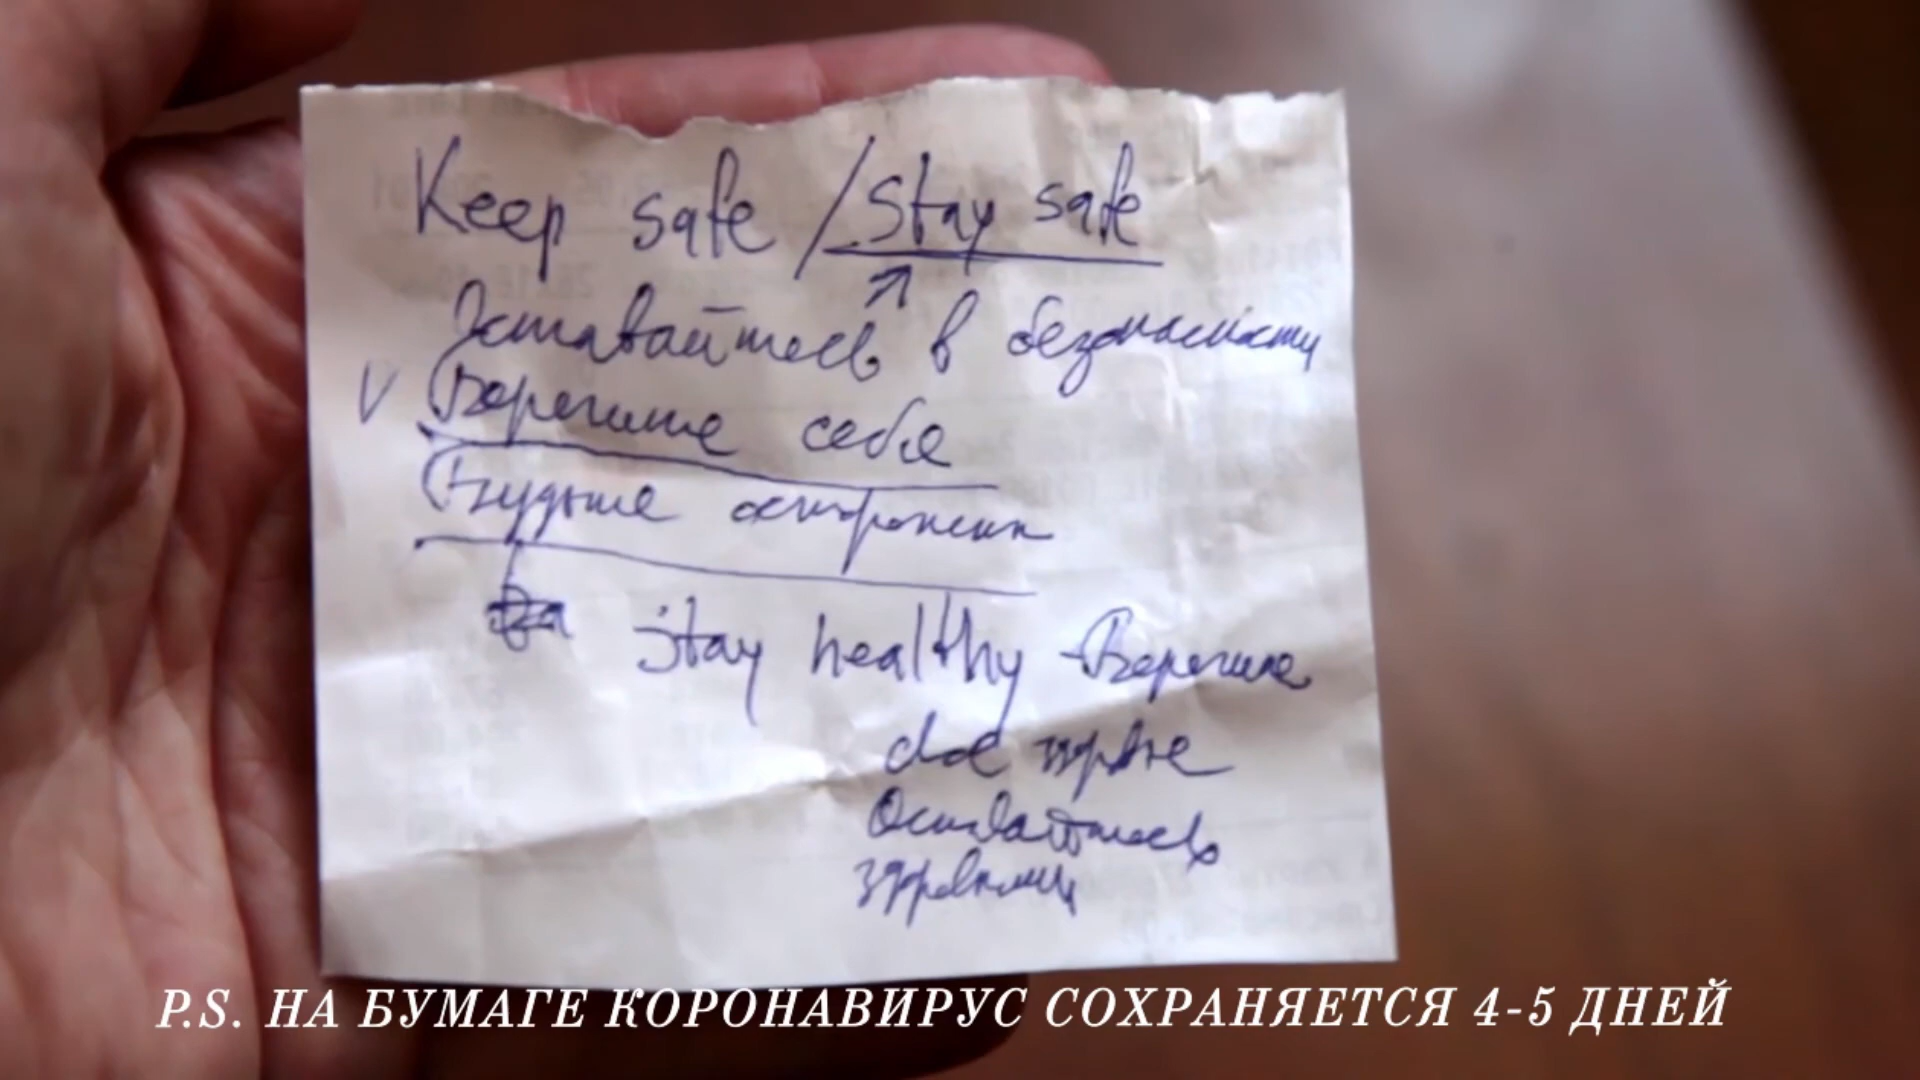 Keep safe / Stay safe
Оставайтесь в безопасности
V Берегите себя
Будьте осторожны
Stay healthy - Берегите
свое здоровье
Оставайтесь
здоровыми
P.S. НА БУМАГЕ КОРОНАВИРУС СОХРАНЯЕТСЯ 4-5 ДНЕЙ